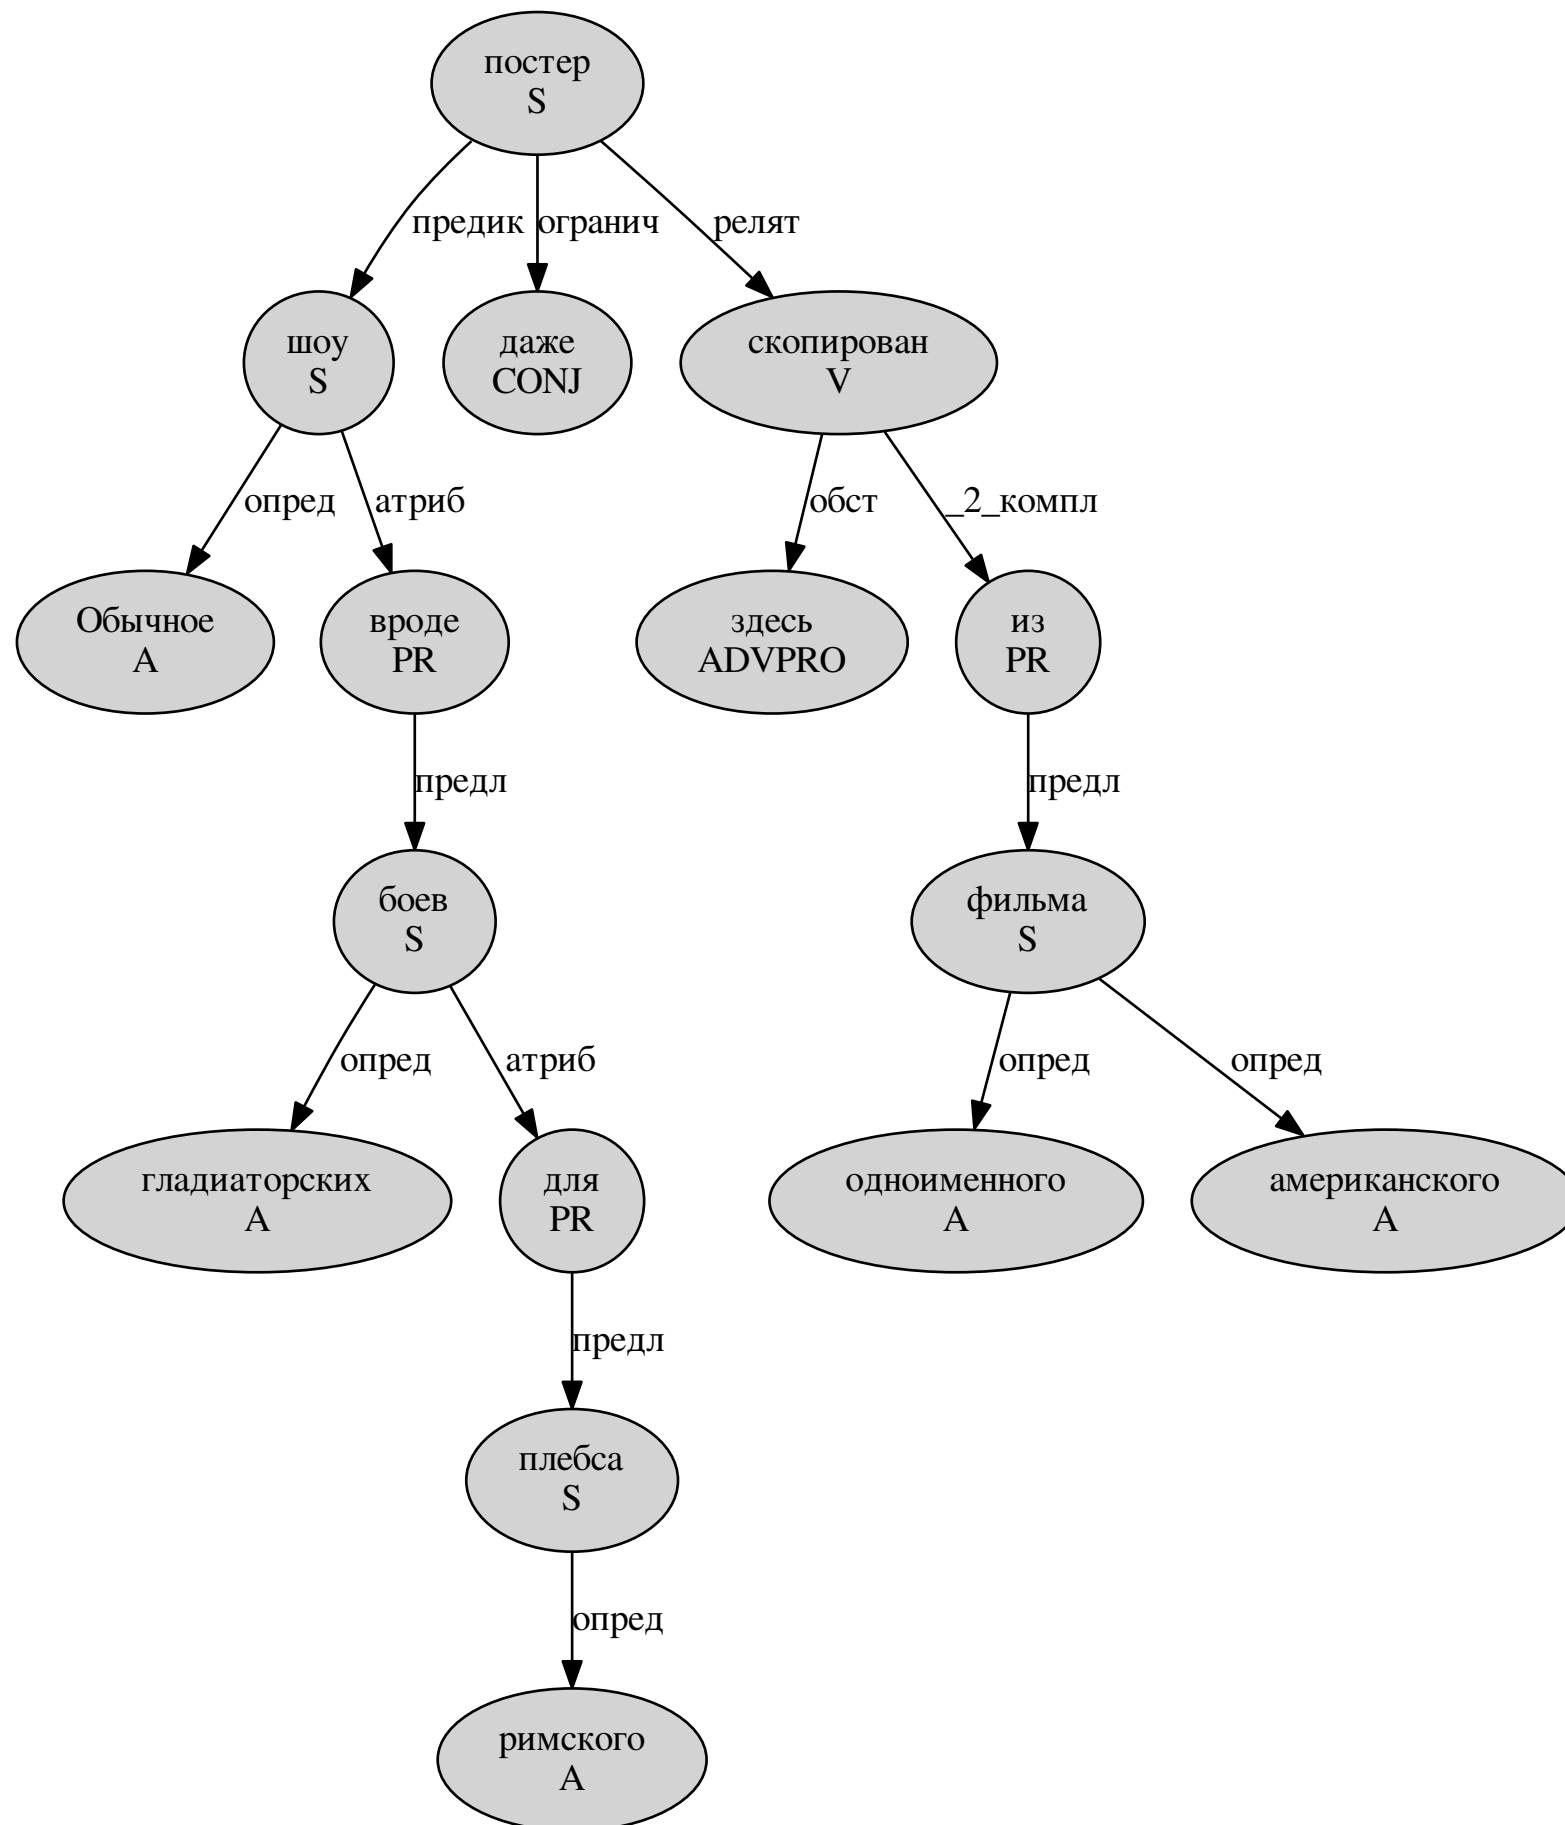 постер
S
предик
огранич
релят
шоу
S
даже
CONJ
скопирован
V
опред
атриб
обст
_2_компл
Обычное
A
вроде
PR
здесь
ADVPRO
из
PR
предл
предл
боев
S
фильма
S
опред
атриб
опред
опред
гладиаторских
A
для
PR
одноименного
A
американского
A
предл
плебса
S
опред
римского
A